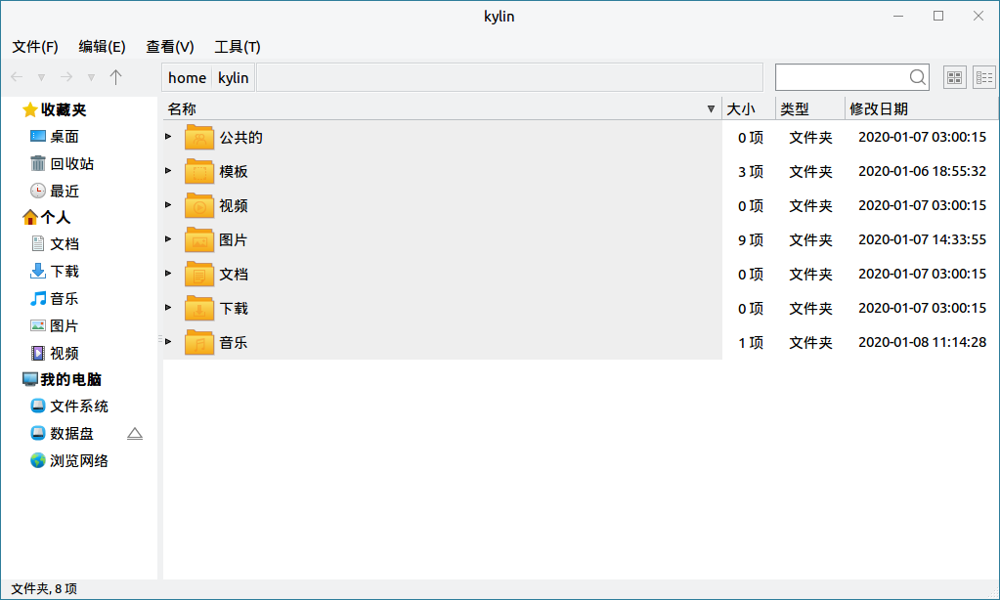 kylin
文件(F) 编辑(E) 查看(V) 工具(T)
home kylin
名称 大小 类型 修改日期
收藏夹
桌面
回收站
最近
个人
文档
下载
音乐
图片
视频
我的电脑
文件系统
数据盘
浏览网络
公共的 0 项 文件夹 2020-01-07 03:00:15
模板 3 项 文件夹 2020-01-06 18:55:32
视频 0 项 文件夹 2020-01-07 03:00:15
图片 9 项 文件夹 2020-01-07 14:33:55
文档 0 项 文件夹 2020-01-07 03:00:15
下载 0 项 文件夹 2020-01-07 03:00:15
音乐 1 项 文件夹 2020-01-08 11:14:28
文件夹, 8 项